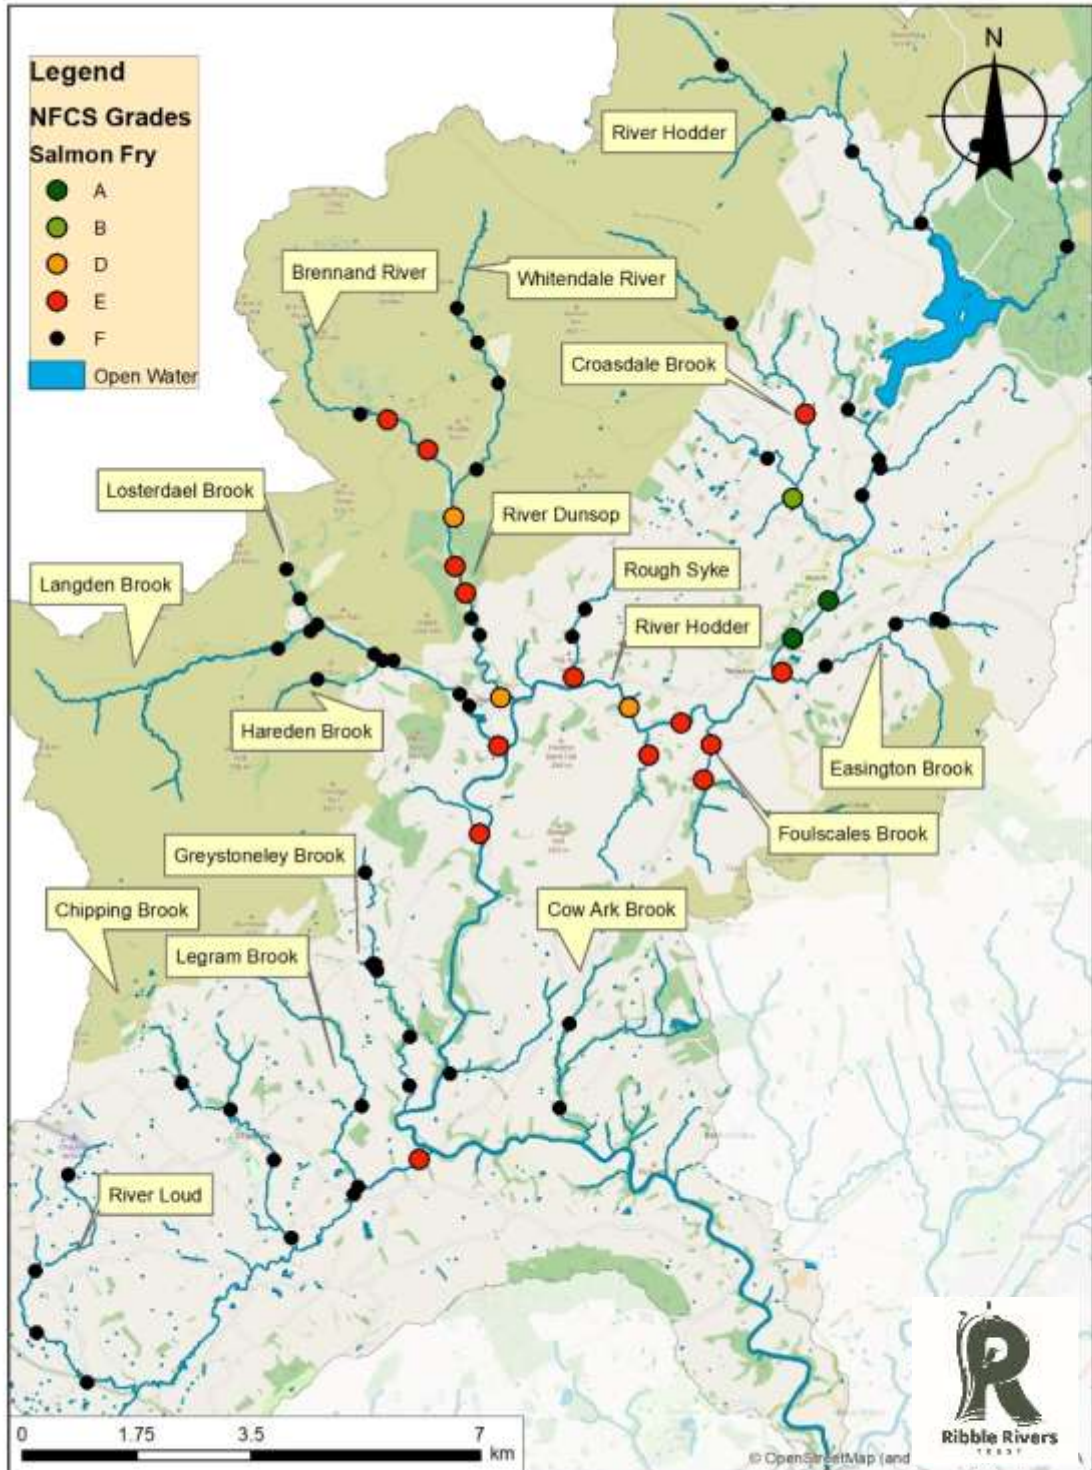 Legend
NFCS Grades
Salmon Fry
A
B
D
E
F
Open Water
N
River Hodder
Brennand River
Whitendale River
Croasdale Brook
Losterdael Brook
River Dunsop
Langden Brook
Rough Syke
River Hodder
Hareden Brook
Easington Brook
Foulscales Brook
Greystoneley Brook
Chipping Brook
Cow Ark Brook
Legram Brook
River Loud
0 1.75 3.5 7
km
R
Ribble Rivers
TRUST
© OpenStreetMap (and